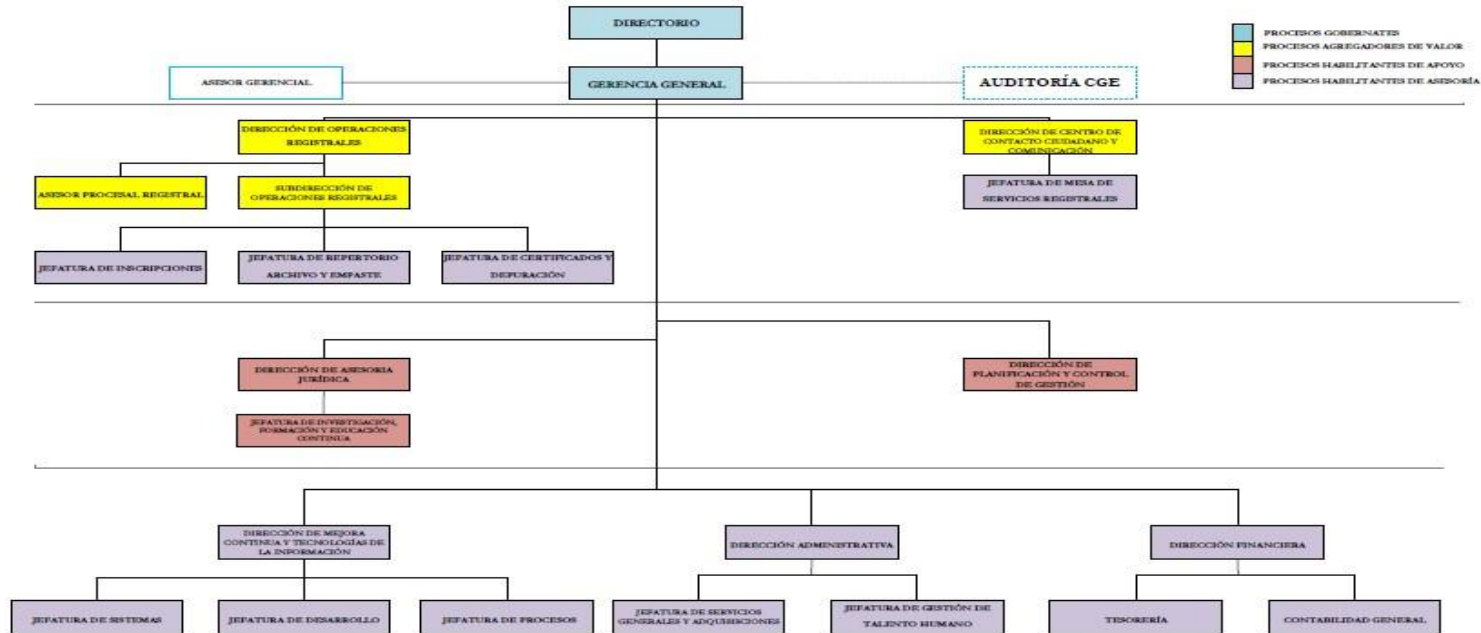 DIRECTORIO
PROCESOS GOBERNATES
PROCESOS AGREGADORES DE VALOR
PROCESOS HABILITANTES DE APOYO
PROCESOS HABILITANTES DE ASESORÍA
ASESOR GERENCIAL
GERENCIA GENERAL
AUDITORÍA CGE
DIRECCIÓN DE OPERACIONES
REGISTRALES
DIRECCIÓN DE CENTRO DE
CONTACTO CIUDADANO Y
COMUNICACIÓN
ASESOR PROCESAL REGISTRAL
SUBDIRECCIÓN DE
OPERACIONES REGISTRALES
JEFATURA DE MESA DE
SERVICIOS REGISTRALES
JEFATURA DE INSCRIPCIONES
JEFATURA DE REPERTORIO
ARCHIVO Y EMPASTE
JEFATURA DE CERTIFICADOS Y
DEPURACIÓN
DIRECCIÓN DE ASESORIA
JURÍDICA
DIRECCIÓN DE
PLANIFICACIÓN Y CONTROL
DE GESTIÓN
JEFATURA DE INVESTIGACIÓN,
FORMACIÓN Y EDUCACIÓN
CONTINUA
DIRECCIÓN DE MEJORA
CONTINUA Y TECNOLOGÍAS DE
LA INFORMACIÓN
DIRECCIÓN ADMINISTRATIVA
DIRECCIÓN FINANCIERA
JEFATURA DE SISTEMAS
JEFATURA DE DESARROLLO
JEFATURA DE PROCESOS
JEFATURA DE SERVICIOS
GENERALES Y ADQUISICIONES
JEFATURA DE GESTIÓN DE
TALENTO HUMANO
TESORERÍA
CONTABILIDAD GENERAL